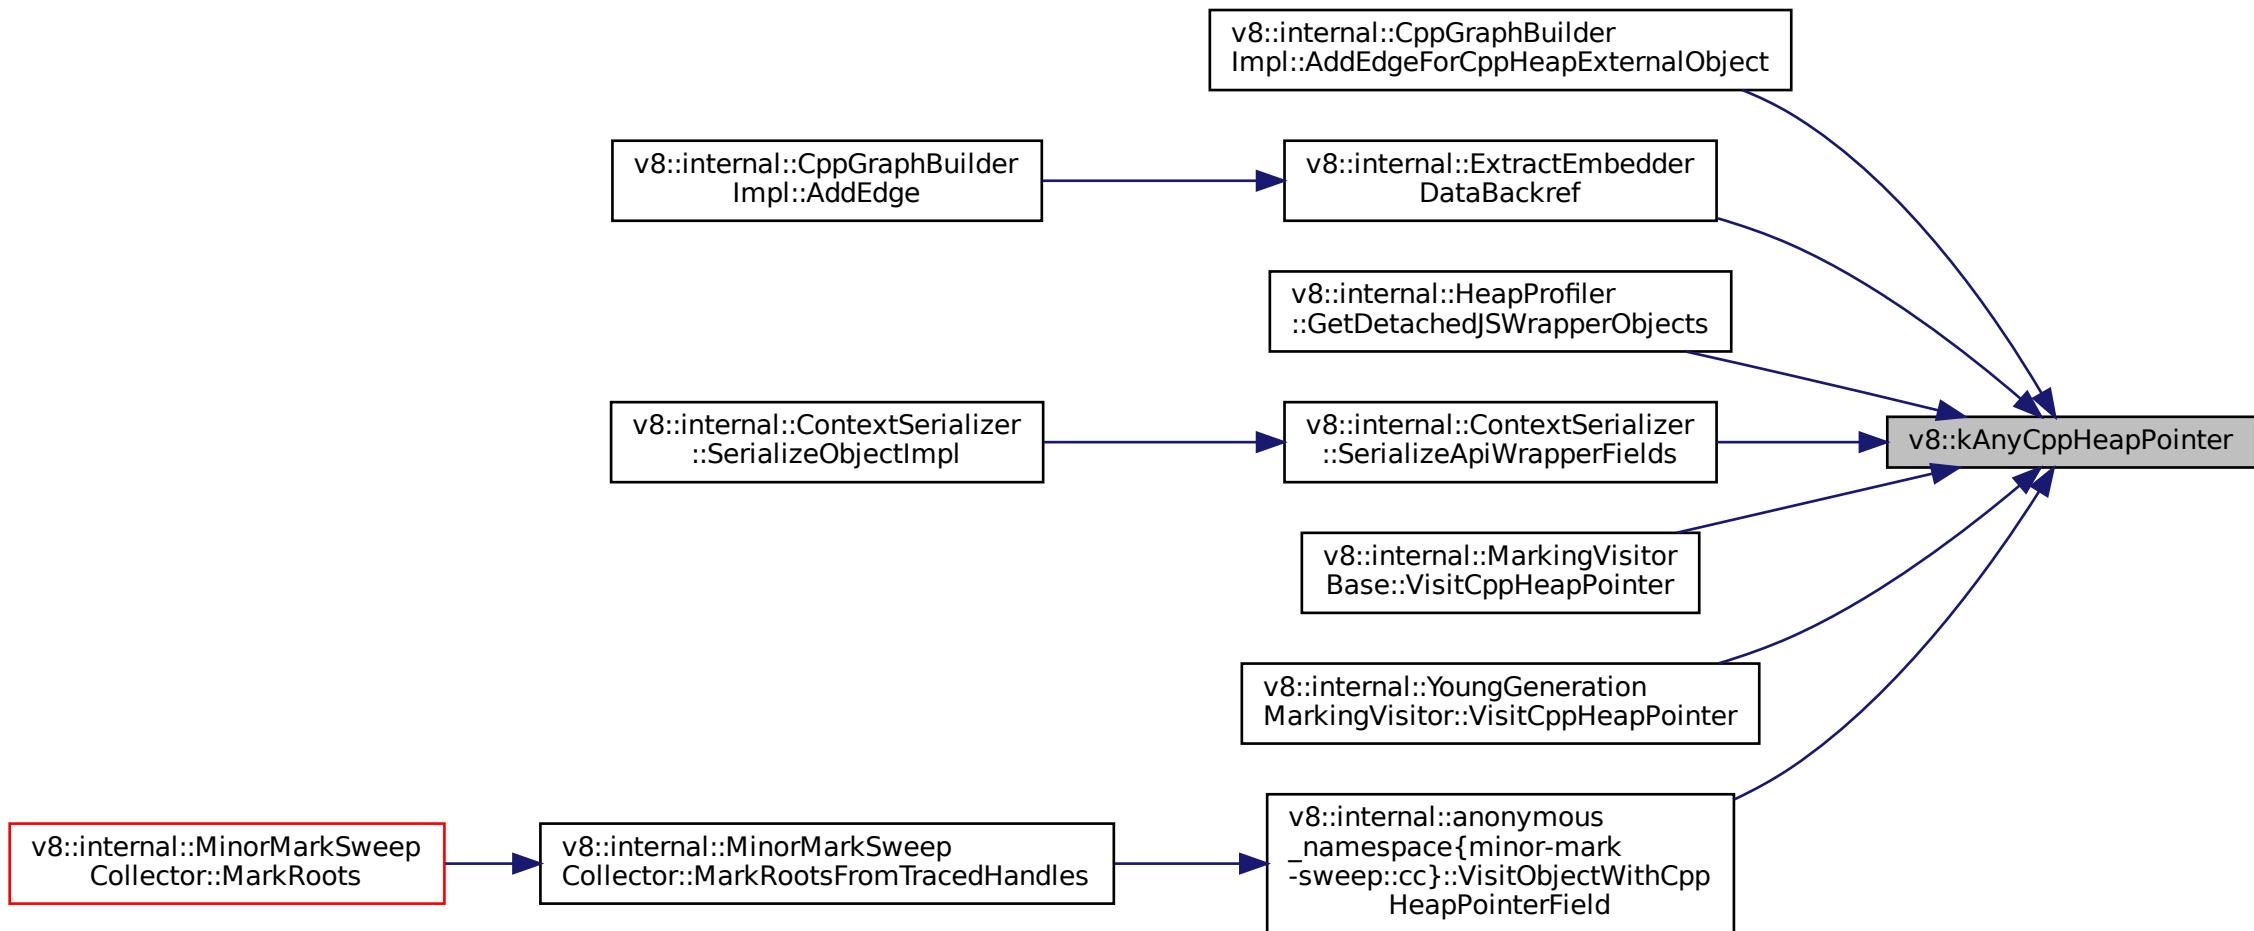 v8::internal::CppGraphBuilder
Impl::AddEdgeForCppHeapExternalObject
v8::internal::CppGraphBuilder
Impl::AddEdge
v8::internal::ExtractEmbedder
DataBackref
v8::internal::HeapProfiler
::GetDetachedJSWrapperObjects
v8::internal::ContextSerializer
::SerializeObjectImpl
v8::internal::ContextSerializer
::SerializeApiWrapperFields
v8::kAnyCppHeapPointer
v8::internal::MarkingVisitor
Base::VisitCppHeapPointer
v8::internal::YoungGeneration
MarkingVisitor::VisitCppHeapPointer
v8::internal::MinorMarkSweep
Collector::MarkRoots
v8::internal::MinorMarkSweep
Collector::MarkRootsFromTracedHandles
v8::internal::anonymous
_namespace{minor-mark
-sweep::cc}::VisitObjectWithCpp
HeapPointerField